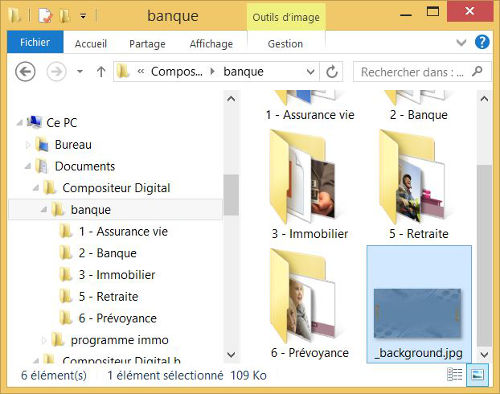 banque
Outils d'image
Fichier Accueil Partage Affichage Gestion
« Compos... banque
Rechercher dans : ...
Ce PC
Bureau
Documents
Compositeur Digital
banque
1 - Assurance vie
2 - Banque
3 - Immobilier
5 - Retraite
6 - Prévoyance
programme immo
Compositeur Digital b
1 - Assurance vie
2 - Banque
3 - Immobilier
5 - Retraite
6 - Prévoyance
_background.jpg
6 élément(s) 1 élément sélectionné 109 Ko